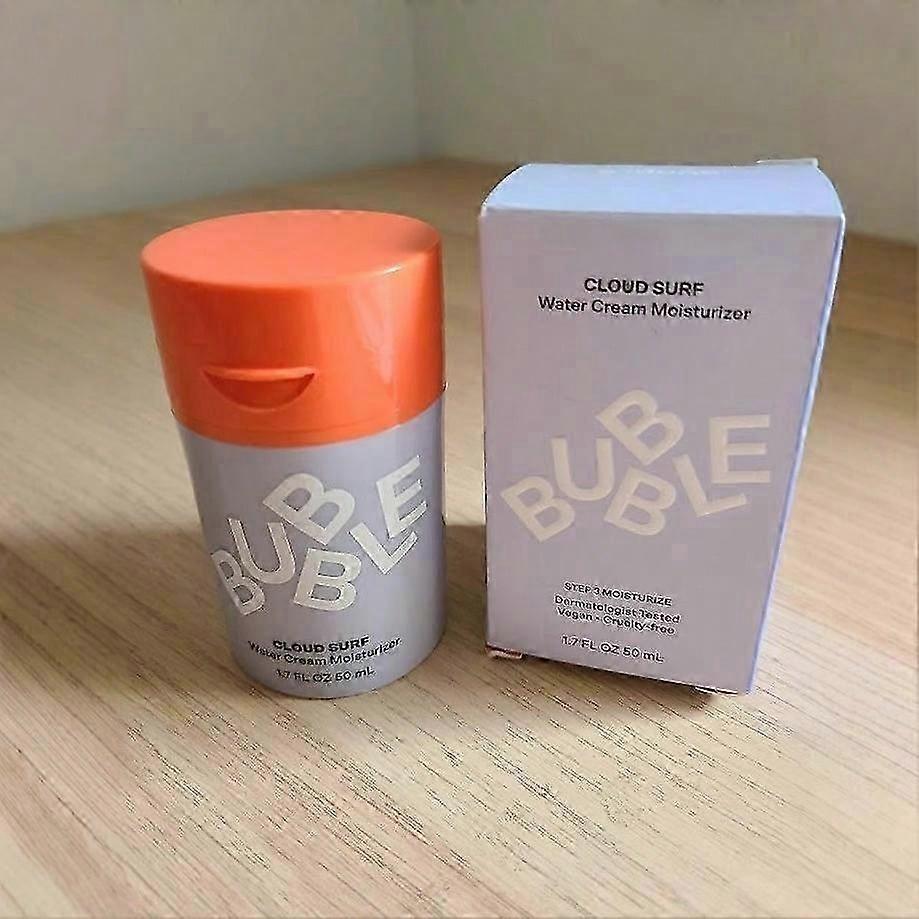 BUBBLE
CLOUD SURF
Water Cream Moisturizer
1.7 FL OZ 50 mL
CLOUD SURF
Water Cream Moisturizer
BUBBLE
STEP 3 MOISTURIZE
Dermatologist Tested
Vegan · Cruelty-free
1.7 FL OZ 50 mL